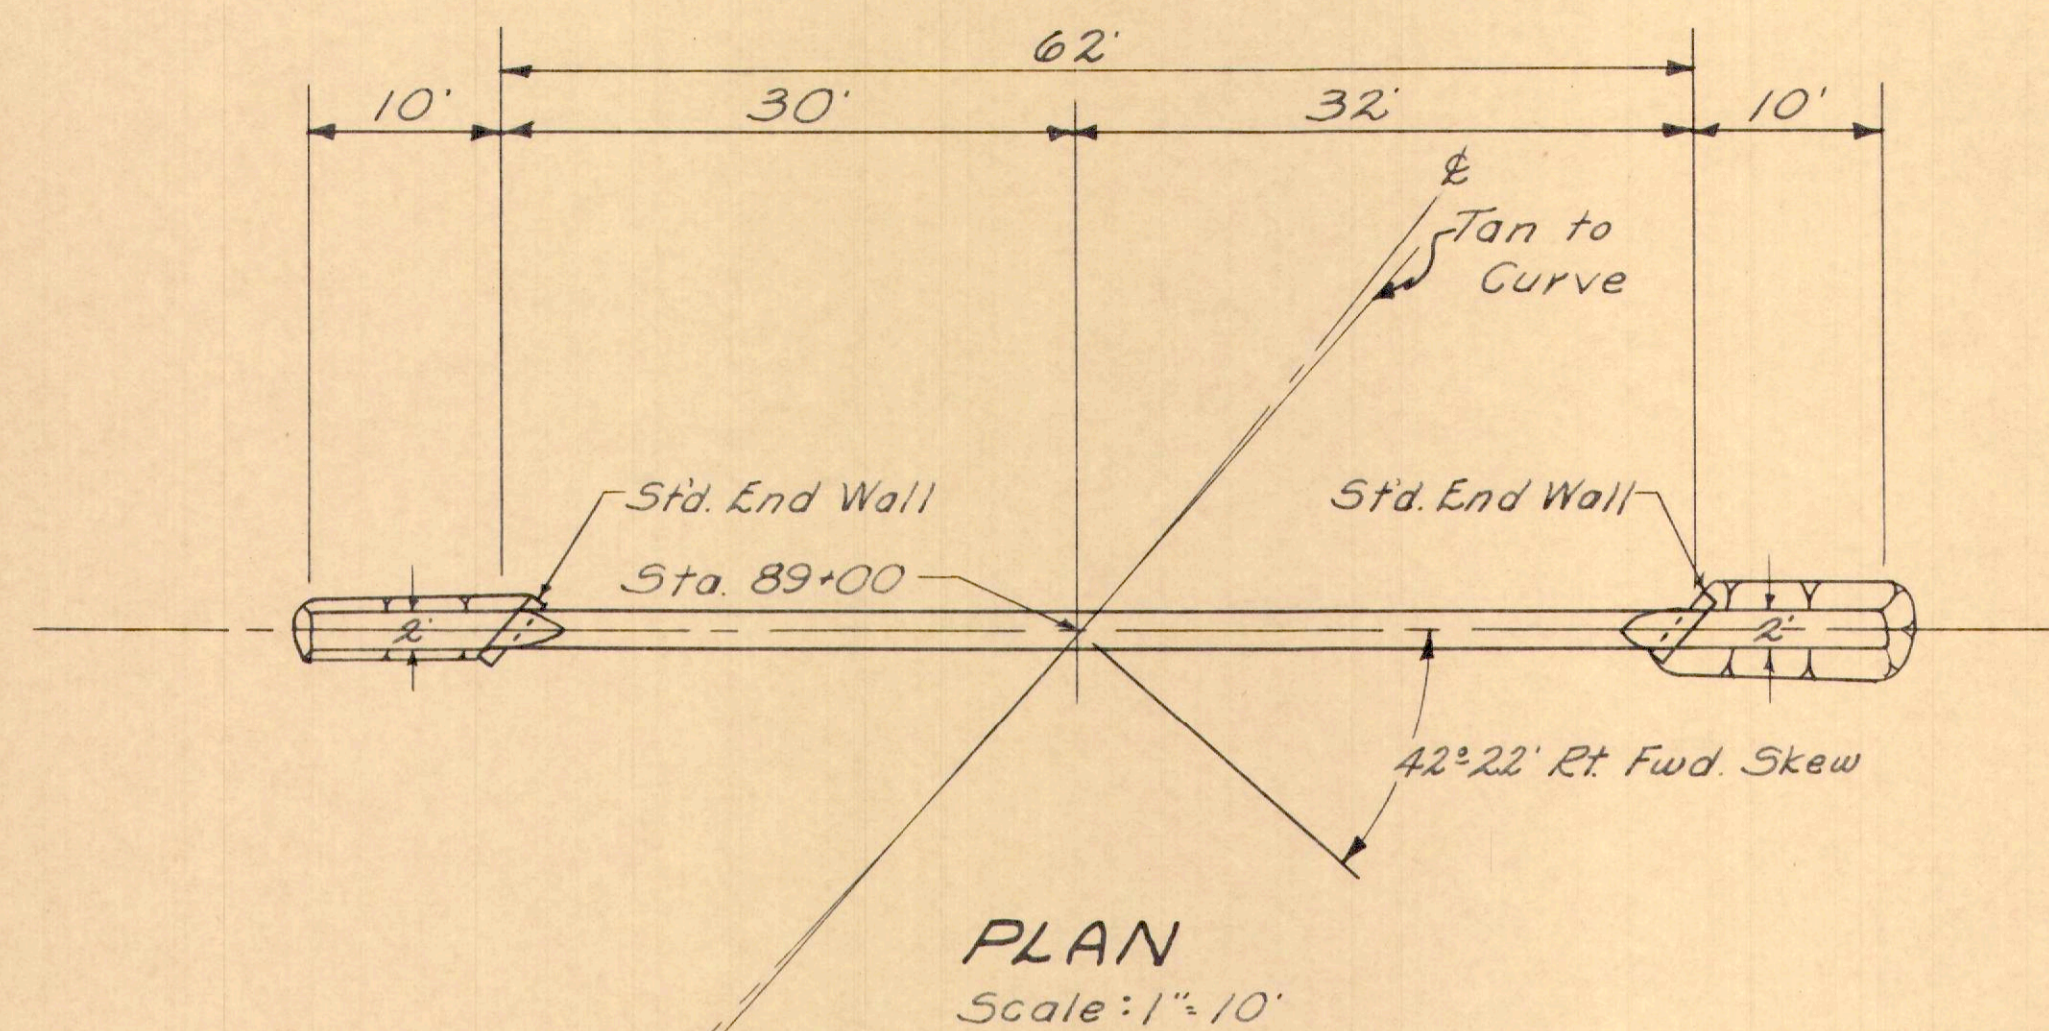 62'
10' 30' 32' 10'
℄
Tan to
Curve
Std. End Wall
Std. End Wall
Sta. 89+00
2'
2'
42°22' Rt. Fwd. Skew
PLAN
Scale: 1"=10'